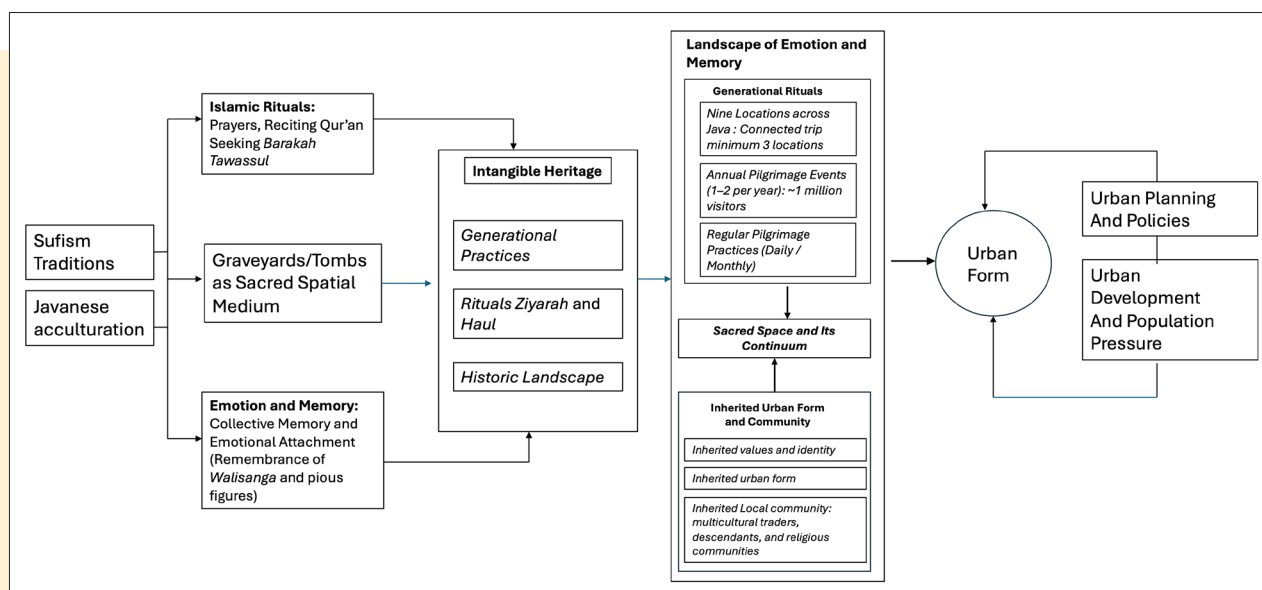 Sufism
Traditions
Javanese
acculturation
Islamic Rituals:
Prayers, Reciting Qur'an
Seeking Barakah
Tawassul
Graveyards/Tombs
as Sacred Spatial
Medium
Emotion and Memory:
Collective Memory and
Emotional Attachment
(Remembrance of
Walisanga and pious
figures)
Intangible Heritage
Generational
Practices
Rituals Ziyarah and
Haul
Historic Landscape
Landscape of Emotion and
Memory
Generational Rituals
Nine Locations across
Java : Connected trip
minimum 3 locations
Annual Pilgrimage Events
(1–2 per year): ~1 million
visitors
Regular Pilgrimage
Practices (Daily /
Monthly)
Sacred Space and Its
Continuum
Inherited Urban Form
and Community
Inherited values and identity
Inherited urban form
Inherited Local community:
multicultural traders,
descendants, and religious
communities
Urban
Form
Urban Planning
And Policies
Urban
Development
And Population
Pressure